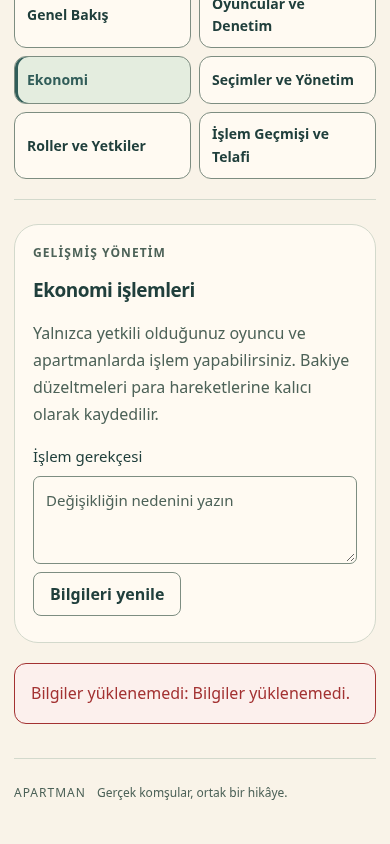 Genel Bakış
Oyuncular ve
Denetim
Ekonomi
Seçimler ve Yönetim
Roller ve Yetkiler
İşlem Geçmişi ve
Telafi
GELİŞMİŞ YÖNETİM
Ekonomi işlemleri
Yalnızca yetkili olduğunuz oyuncu ve
apartmanlarda işlem yapabilirsiniz. Bakiye
düzeltmeleri para hareketlerine kalıcı
olarak kaydedilir.
İşlem gerekçesi
Değişikliğin nedenini yazın
Bilgileri yenile
Bilgiler yüklenemedi: Bilgiler yüklenemedi.
APARTMAN Gerçek komşular, ortak bir hikâye.